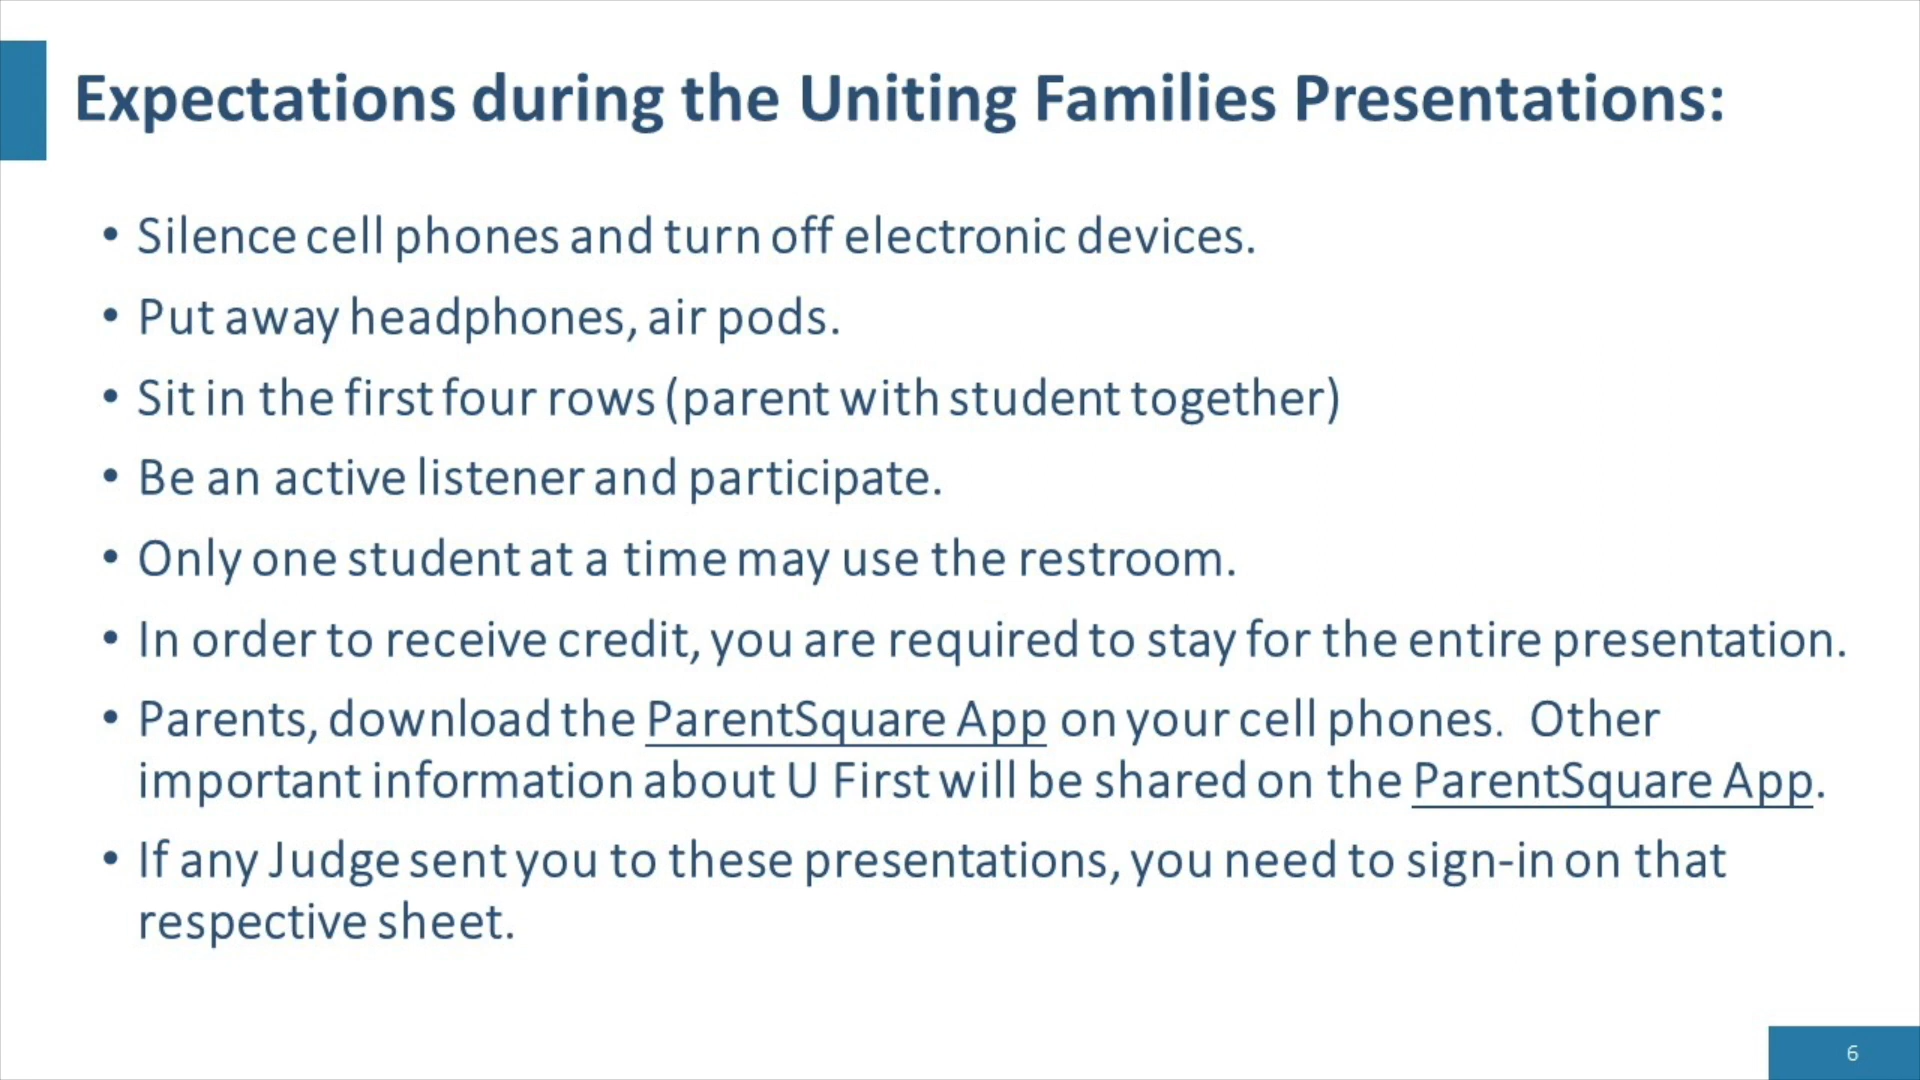 Expectations during the Uniting Families Presentations:
• Silence cell phones and turn off electronic devices.
• Put away headphones, air pods.
• Sit in the first four rows (parent with student together)
• Be an active listener and participate.
• Only one student at a time may use the restroom.
• In order to receive credit, you are required to stay for the entire presentation.
• Parents, download the ParentSquare App on your cell phones.  Other
important information about U First will be shared on the ParentSquare App.
• If any Judge sent you to these presentations, you need to sign-in on that
respective sheet.
6